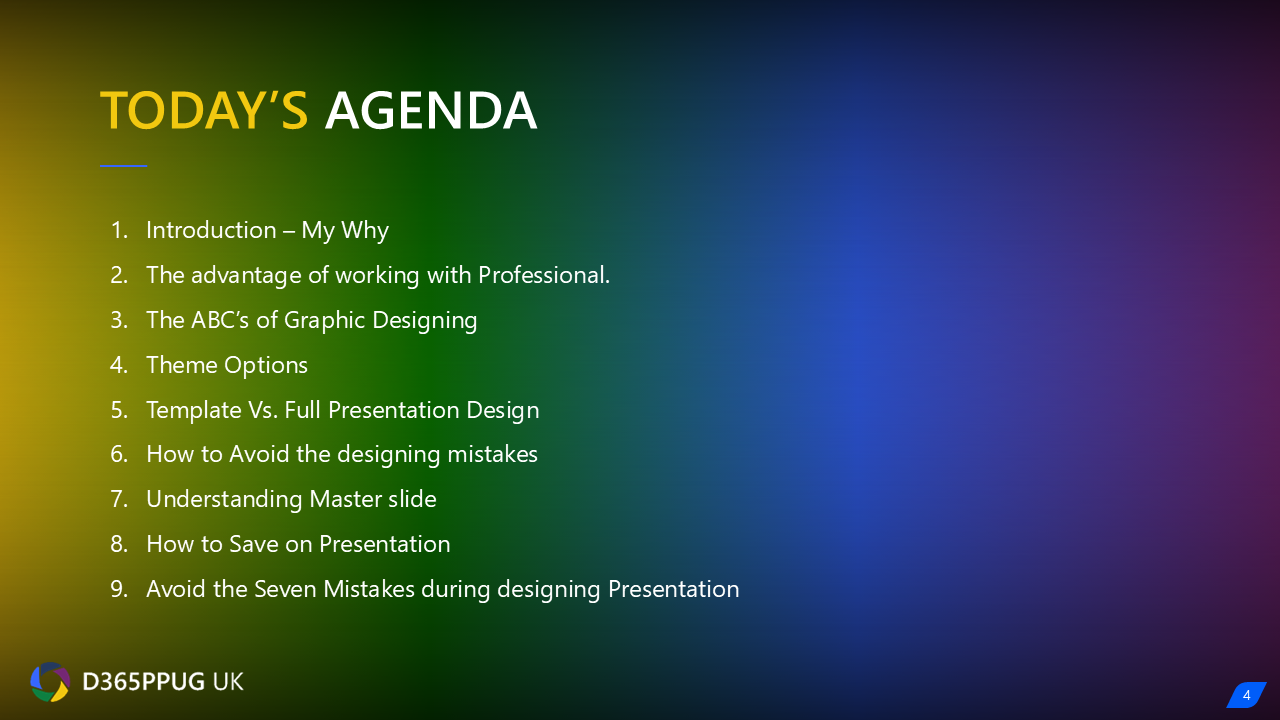 TODAY’S AGENDA
1. Introduction – My Why
2. The advantage of working with Professional.
3. The ABC’s of Graphic Designing
4. Theme Options
5. Template Vs. Full Presentation Design
6. How to Avoid the designing mistakes
7. Understanding Master slide
8. How to Save on Presentation
9. Avoid the Seven Mistakes during designing Presentation
D365PPUG UK
4